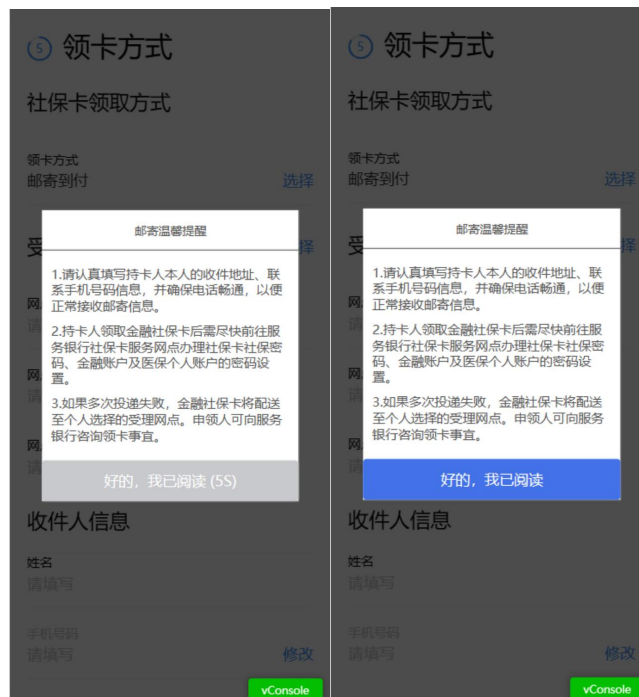 5 领卡方式
社保卡领取方式
领卡方式
邮寄到付 选择
邮寄温馨提醒
受 择
1.请认真填写持卡人本人的收件地址、联
系手机号码信息，并确保电话畅通，以便
正常接收邮寄信息。
网
请
2.持卡人领取金融社保卡后需尽快前往服
务银行社保卡服务网点办理社保卡社保密
码、金融账户及医保个人账户的密码设
置。
网
请
3.如果多次投递失败，金融社保卡将配送
至个人选择的受理网点。申领人可向服务
银行咨询领卡事宜。
网
请
好的，我已阅读 (5S)
收件人信息
姓名
请填写
手机号码
请填写 修改
vConsole
5 领卡方式
社保卡领取方式
领卡方式
邮寄到付 选择
邮寄温馨提醒
受 择
1.请认真填写持卡人本人的收件地址、联
系手机号码信息，并确保电话畅通，以便
正常接收邮寄信息。
网
请
2.持卡人领取金融社保卡后需尽快前往服
务银行社保卡服务网点办理社保卡社保密
码、金融账户及医保个人账户的密码设
置。
网
请
3.如果多次投递失败，金融社保卡将配送
至个人选择的受理网点。申领人可向服务
银行咨询领卡事宜。
网
请
好的，我已阅读
收件人信息
姓名
请填写
手机号码
请填写 修改
vConsole